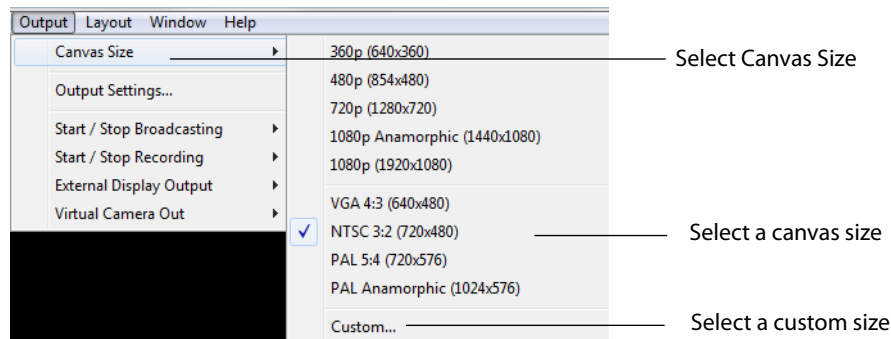 Output Layout Window Help
Canvas Size
Output Settings...
Start / Stop Broadcasting
Start / Stop Recording
External Display Output
Virtual Camera Out
360p (640x360)
480p (854x480)
720p (1280x720)
1080p Anamorphic (1440x1080)
1080p (1920x1080)
VGA 4:3 (640x480)
NTSC 3:2 (720x480)
PAL 5:4 (720x576)
PAL Anamorphic (1024x576)
Custom...
Select Canvas Size
Select a canvas size
Select a custom size